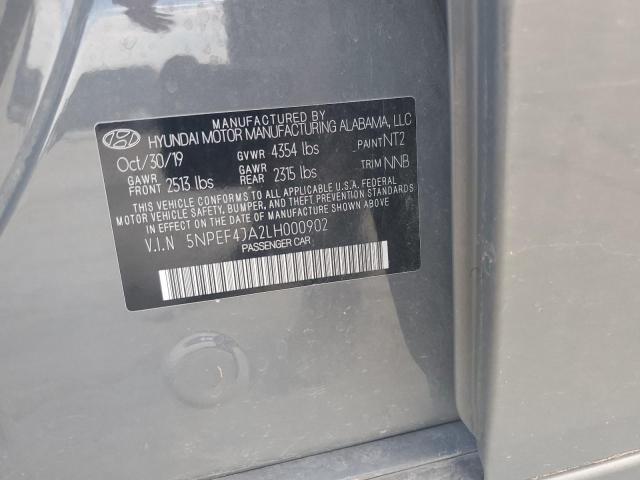 MANUFACTURED BY
HYUNDAI MOTOR MANUFACTURING ALABAMA, LLC
Oct/30/19 GVWR 4354 lbs PAINT NT2
GAWR FRONT 2513 lbs GAWR REAR 2315 lbs TRIM NNB
THIS VEHICLE CONFORMS TO ALL APPLICABLE U.S.A. FEDERAL
MOTOR VEHICLE SAFETY, BUMPER, AND THEFT PREVENTION STANDARDS
IN EFFECT ON THE DATE OF MANUFACTURE SHOWN ABOVE.
V.I.N 5NPEF4JA2LH000902
PASSENGER CAR